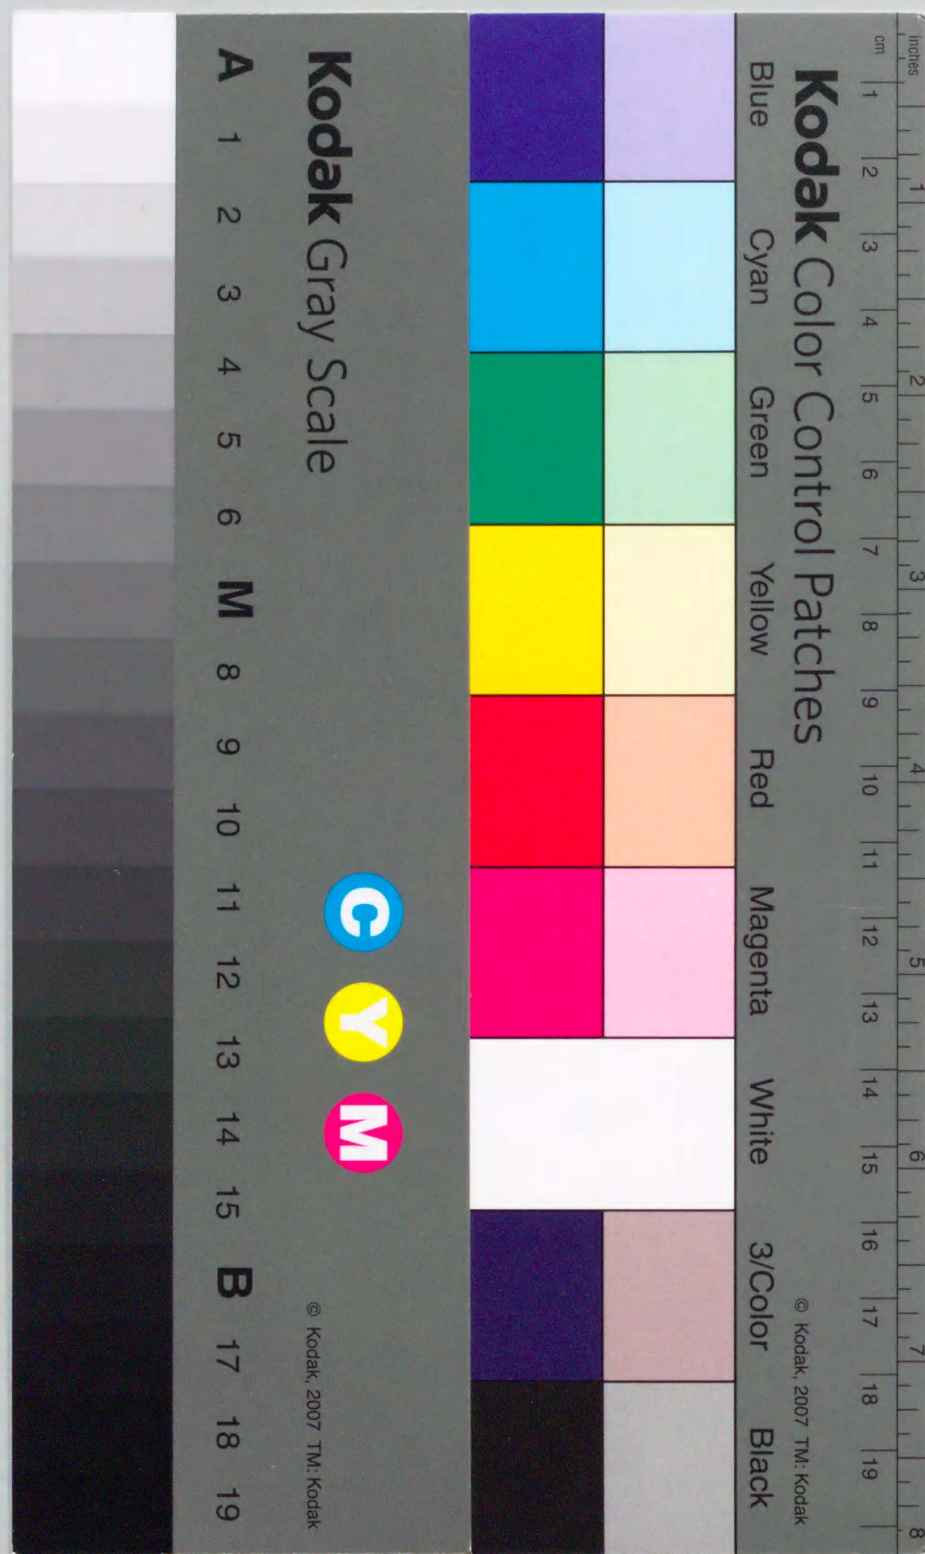 inches
1 2 3 4 5 6 7 8
cm
1 2 3 4 5 6 7 8 9 10 11 12 13 14 15 16 17 18 19
Kodak Color Control Patches
© Kodak, 2007 TM: Kodak
Blue Cyan Green Yellow Red Magenta White 3/Color Black
Kodak Gray Scale
C Y M
© Kodak, 2007 TM: Kodak
A 1 2 3 4 5 6 M 8 9 10 11 12 13 14 15 B 17 18 19